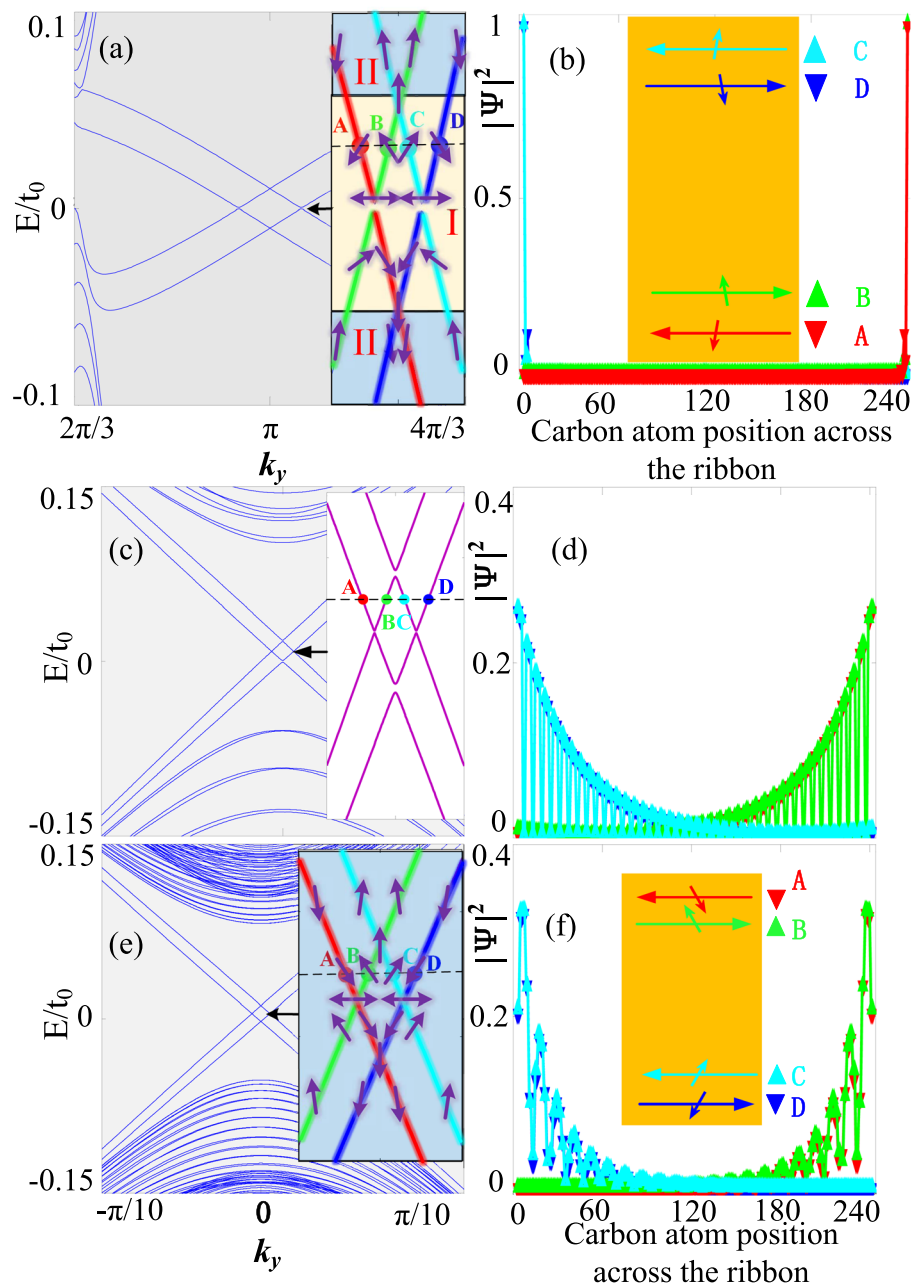 0.1
(a)
II
A
B
C
D
E/t0
0
I
II
-0.1
2π/3
π
4π/3
ky
1
(b)
C
D
|Ψ|²
0.5
B
A
0
0
60
120
180
240
Carbon atom position across
the ribbon
0.15
(c)
A
D
B
C
E/t0
0
-0.15
0.4
|Ψ|²
(d)
0.2
0
0.15
(e)
A
B
C
D
E/t0
0
-0.15
-π/10
0
π/10
ky
0.4
|Ψ|²
(f)
A
B
0.2
C
D
0
0
60
120
180
240
Carbon atom position
across the ribbon